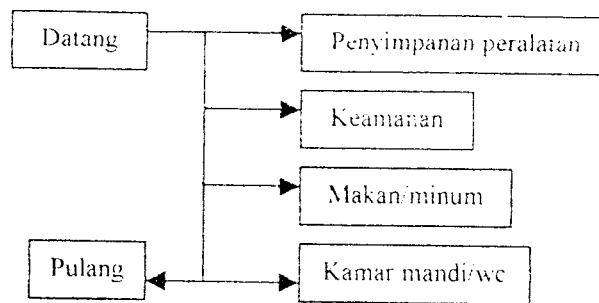 Datang
Penyimpanan peralatan
Keamanan
Makan/minum
Pulang
Kamar mandi/wc